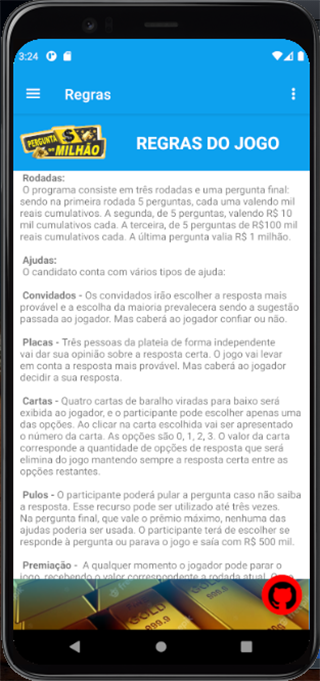 3:24
Regras
PERGUNTA
DO MILHÃO
REGRAS DO JOGO
Rodadas:
O programa consiste em três rodadas e uma pergunta final:
sendo na primeira rodada 5 perguntas, cada uma valendo mil
reais cumulativos. A segunda, de 5 perguntas, valendo R$ 10
mil cumulativos cada. A terceira, de 5 perguntas de R$100 mil
reais cumulativos cada. A última pergunta valia R$ 1 milhão.
Ajudas:
O candidato conta com vários tipos de ajuda:
Convidados - Os convidados irão escolher a resposta mais
provável e a escolha da maioria prevalecera sendo a sugestão
passada ao jogador. Mas caberá ao jogador confiar ou não.
Placas - Três pessoas da plateia de forma independente
vai dar sua opinião sobre a resposta certa. O jogo vai levar
em conta a resposta mais provável. Mas caberá ao jogador
decidir a sua resposta.
Cartas - Quatro cartas de baralho viradas para baixo será
exibida ao jogador, e o participante pode escolher apenas uma
das opções. Ao clicar na carta escolhida vai ser apresentado
o número da carta. As opções são 0, 1, 2, 3. O valor da carta
corresponde a quantidade de opções de resposta que será
elimina do jogo mantendo sempre a resposta certa entre as
opções restantes.
Pulos - O participante poderá pular a pergunta caso não saiba
a resposta. Esse recurso pode ser utilizado até três vezes.
Na pergunta final, que vale o prêmio máximo, nenhuma das
ajudas poderia ser usada. O participante terá de escolher se
responde à pergunta ou parava o jogo e saía com R$ 500 mil.
Premiação - A qualquer momento o jogador pode parar o
jogo, recebendo o valor correspondente a rodada atual.
GOLD
999.9